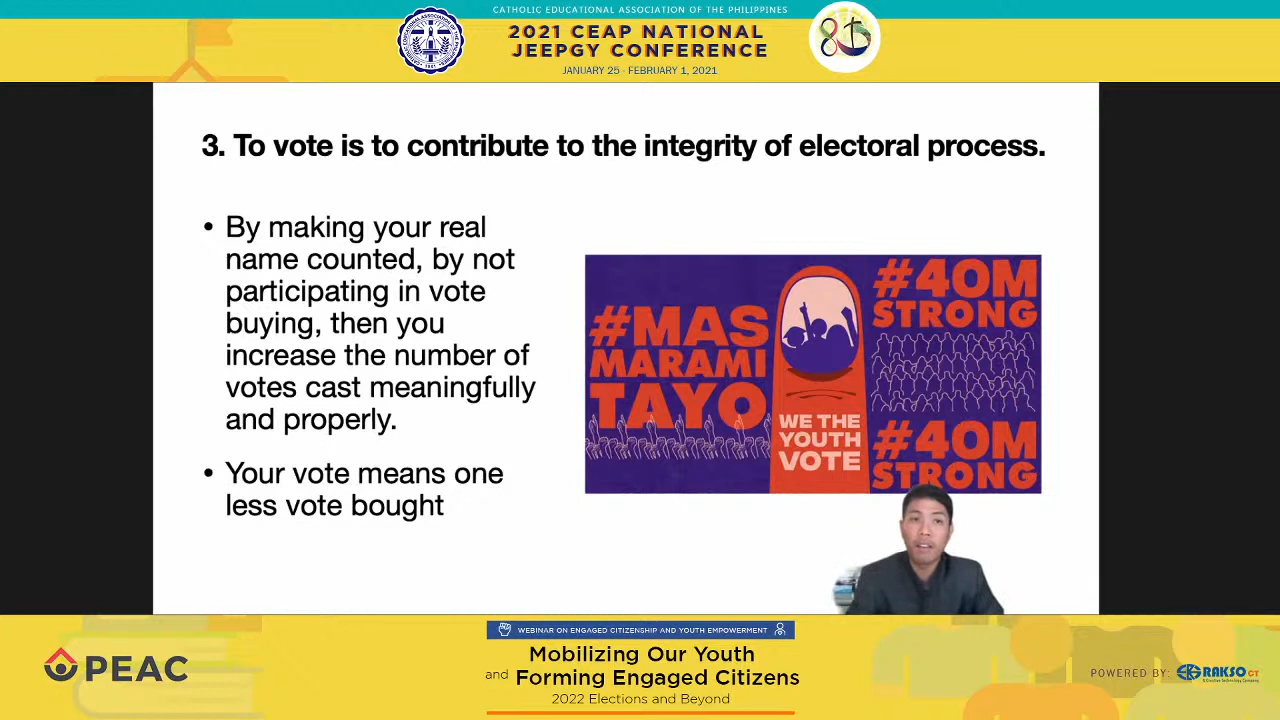 CATHOLIC EDUCATIONAL ASSOCIATION OF THE PHILIPPINES
2021 CEAP NATIONAL
JEEPGY CONFERENCE
JANUARY 25 - FEBRUARY 1, 2021
3. To vote is to contribute to the integrity of electoral process.
• By making your real
name counted, by not
participating in vote
buying, then you
increase the number of
votes cast meaningfully
and properly.
• Your vote means one
less vote bought
#MAS
MARAMI
TAYO
WE THE
YOUTH
VOTE
#40M
STRONG
#40M
STRONG
PEAC
WEBINAR ON ENGAGED CITIZENSHIP AND YOUTH EMPOWERMENT
Mobilizing Our Youth
and Forming Engaged Citizens
2022 Elections and Beyond
POWERED BY:
RAKSO CT